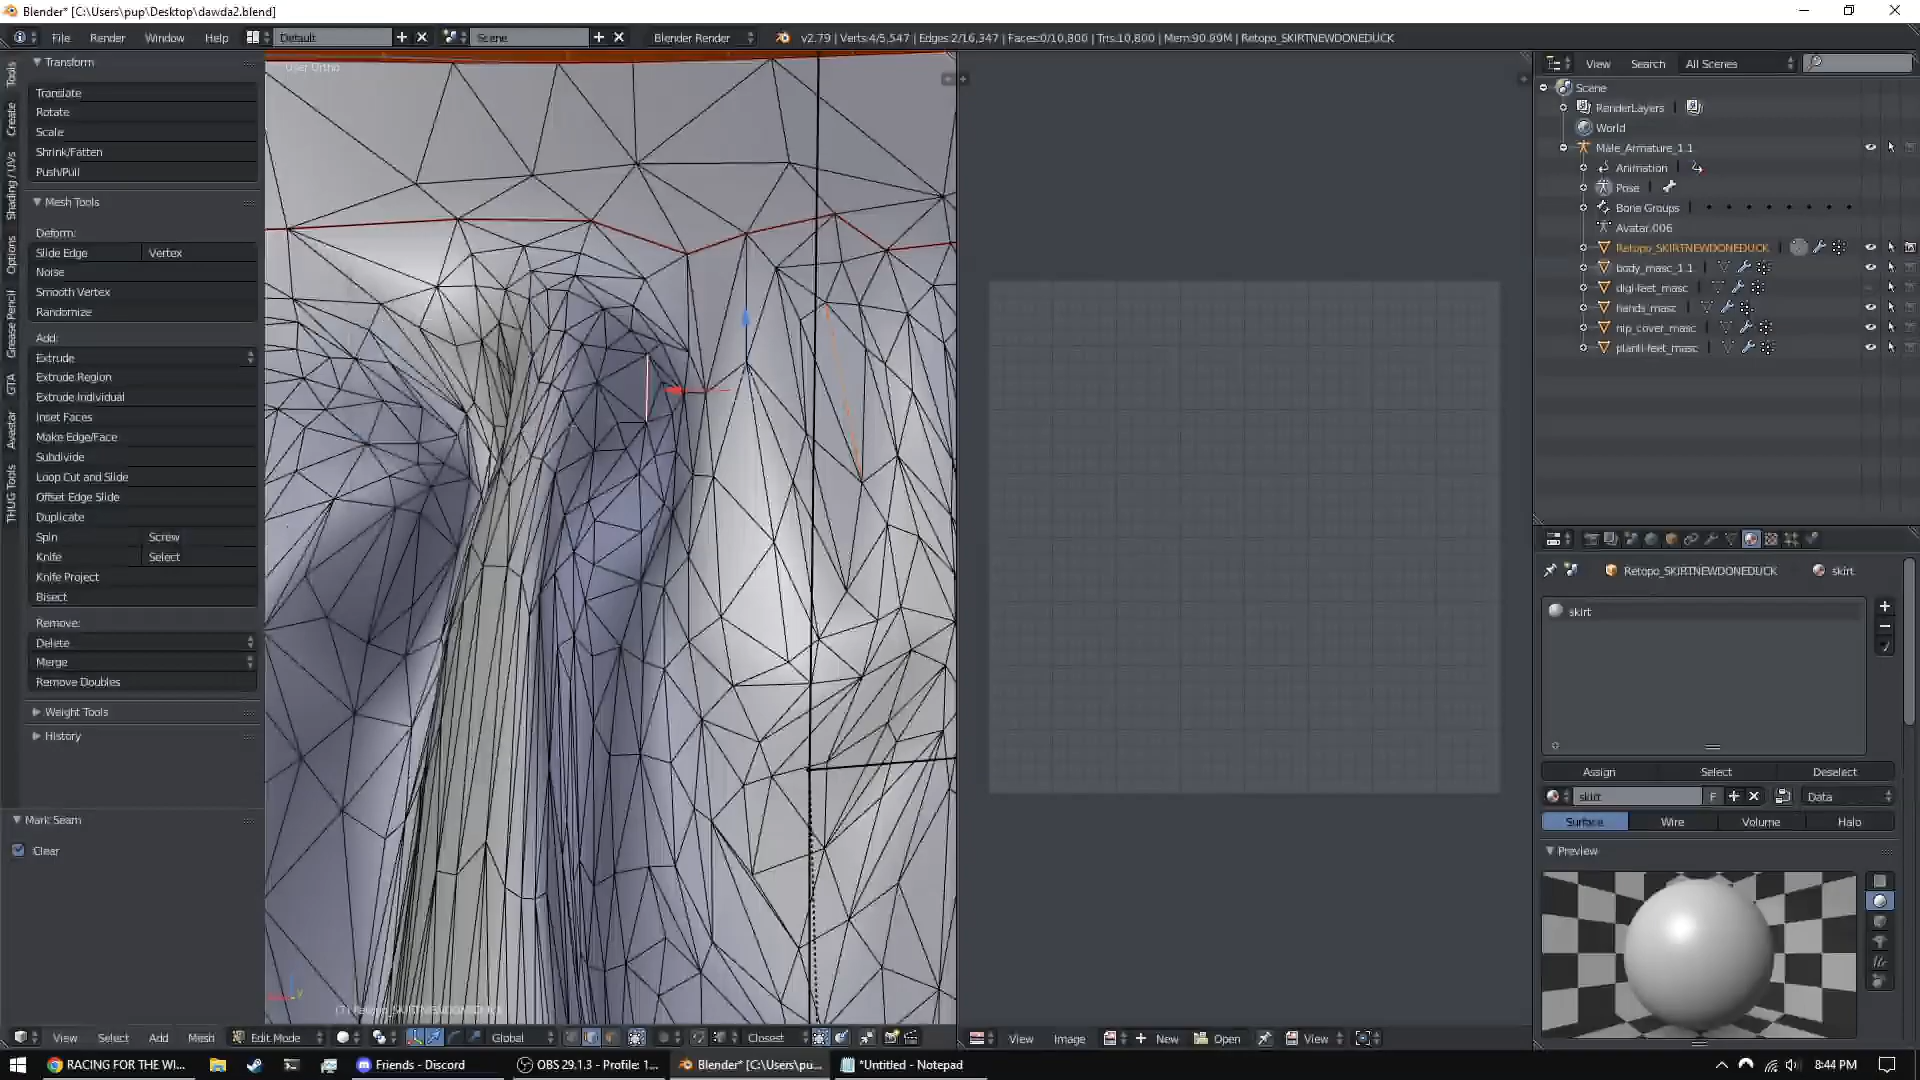 Blender* [C:\Users\pup\Desktop\dawda2.blend]
File Render Window Help Default Scene Blender Render v2.79 | Verts:4/5,547 | Edges:2/16,347 | Faces:0/10,800 | Tris:10,800 | Mem:90.99M | Retopo_SKIRTNEWDONEDUCK
Tools
Create
Shading / UVs
Options
Grease Pencil
GTA
Avastar
THUG Tools
Transform
Translate
Rotate
Scale
Shrink/Fatten
Push/Pull
Mesh Tools
Deform:
Slide Edge Vertex
Noise
Smooth Vertex
Randomize
Add:
Extrude
Extrude Region
Extrude Individual
Inset Faces
Make Edge/Face
Subdivide
Loop Cut and Slide
Offset Edge Slide
Duplicate
Spin Screw
Knife Select
Knife Project
Bisect
Remove:
Delete
Merge
Remove Doubles
Weight Tools
History
Mark Seam
Clear
User Ortho
(1) Retopo_SKIRTNEWDONEDUCK
View Select Add Mesh Edit Mode Global Closest
View Image New Open View
View Search All Scenes
Scene
RenderLayers
World
Male_Armature_1.1
Animation
Pose
Bone Groups
Avatar.006
Retopo_SKIRTNEWDONEDUCK
body_masc_1.1
digi-feet_masc
hands_masc
hip_cover_masc
planti-feet_masc
Retopo_SKIRTNEWDONEDUCK skirt
skirt
Assign Select Deselect
skirt F Data
Surface Wire Volume Halo
Preview
RACING FOR THE WI... Friends - Discord OBS 29.1.3 - Profile: 1... Blender* [C:\Users\pu... *Untitled - Notepad 8:44 PM